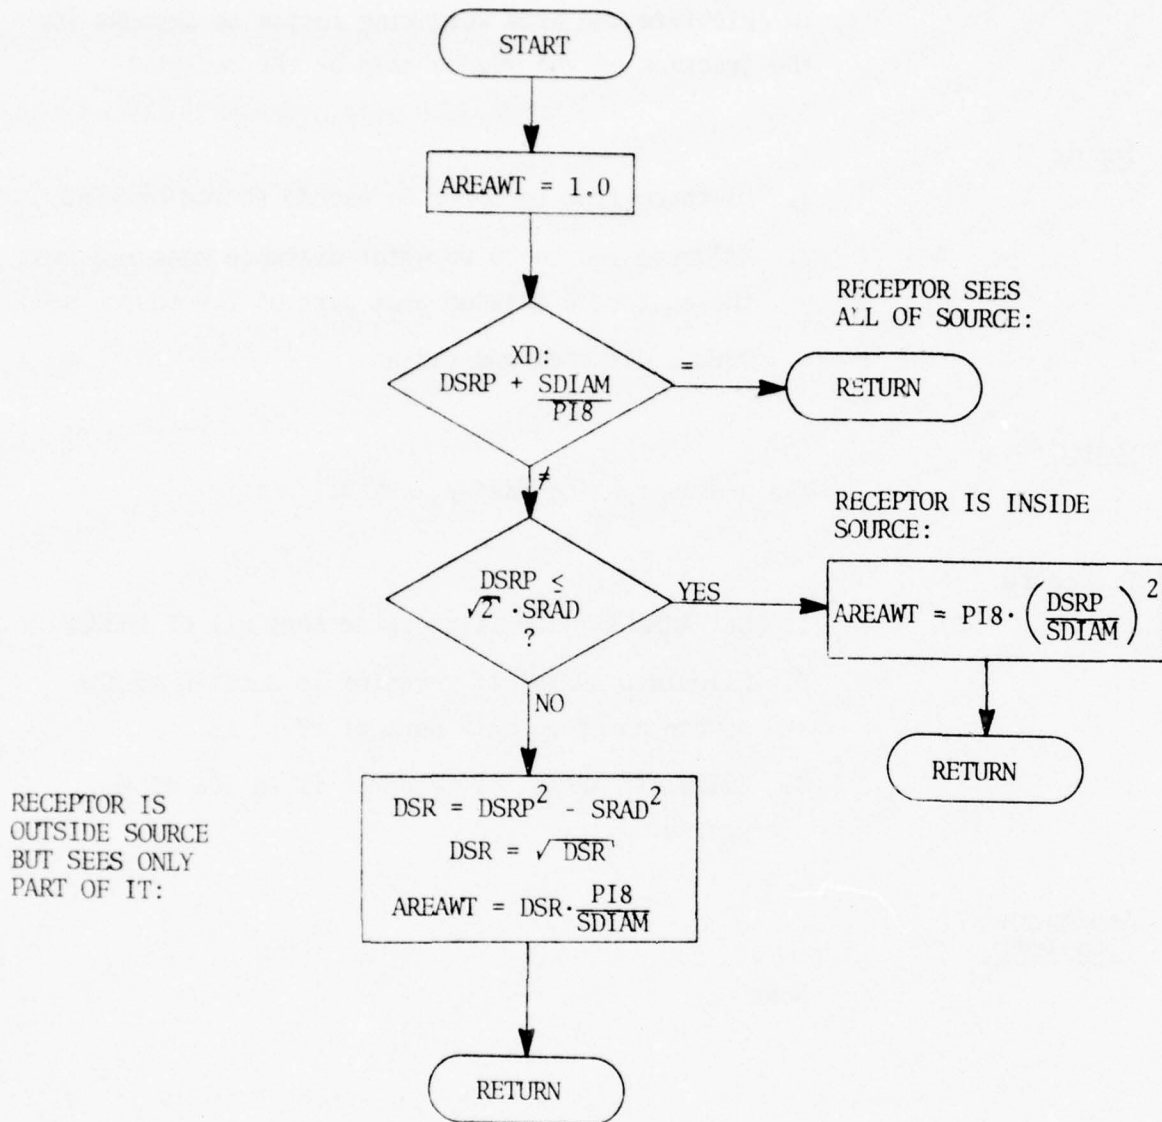 START
AREAWT = 1.0
XD:
DSRP + SDIAM / PI8
=
RECEPTOR SEES
ALL OF SOURCE:
RETURN
≠
DSRP ≤
√2 · SRAD
?
YES
RECEPTOR IS INSIDE
SOURCE:
AREAWT = PI8 · (DSRP / SDIAM)²
RETURN
NO
RECEPTOR IS
OUTSIDE SOURCE
BUT SEES ONLY
PART OF IT:
DSR = DSRP² - SRAD²
DSR = √DSR
AREAWT = DSR · PI8 / SDIAM
RETURN